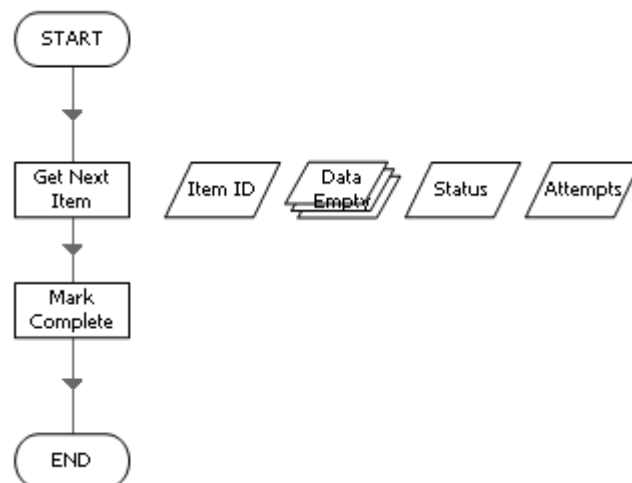 START
Get Next
Item
Item ID
Data
Empty
Status
Attempts
Mark
Complete
END